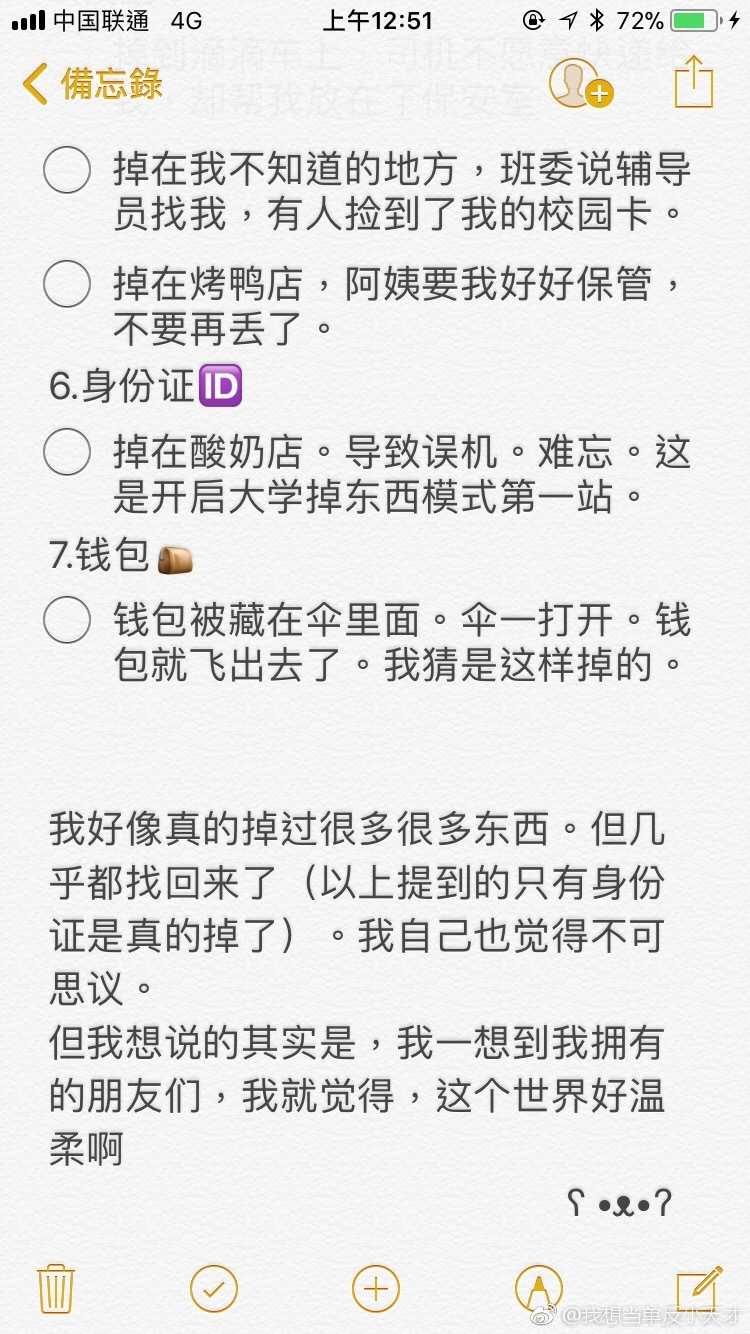 中国联通 4G 上午12:51 72%
備忘錄
掉在我不知道的地方，班委说辅导
员找我，有人捡到了我的校园卡。
掉在烤鸭店，阿姨要我好好保管，
不要再丢了。
6.身份证🆔
掉在酸奶店。导致误机。难忘。这
是开启大学掉东西模式第一站。
7.钱包👝
钱包被藏在伞里面。伞一打开。钱
包就飞出去了。我猜是这样掉的。
我好像真的掉过很多很多东西。但几
乎都找回来了（以上提到的只有身份
证是真的掉了）。我自己也觉得不可
思议。
但我想说的其实是，我一想到我拥有
的朋友们，我就觉得，这个世界好温
柔啊
ʕ •ᴥ•ʔ
@我想当单反小天才